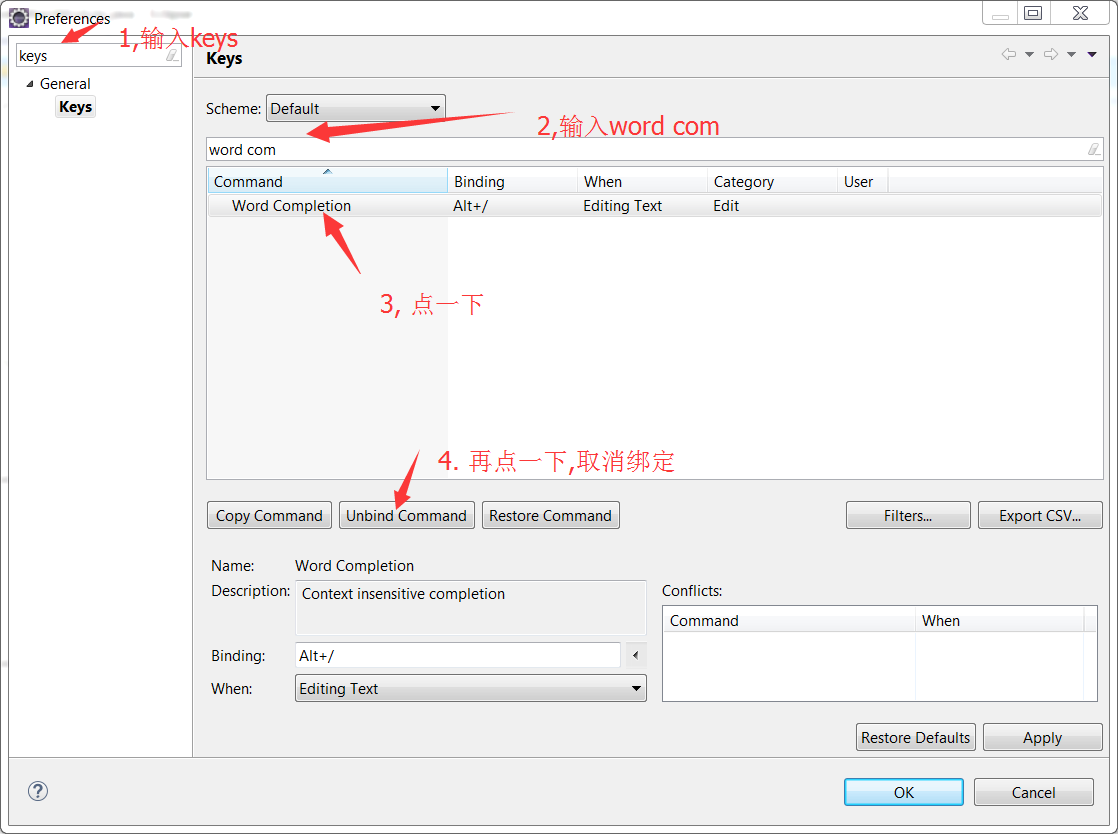 Preferences
1,输入keys
keys
General
Keys
Keys
Scheme: Default
2,输入word com
word com
Command Binding When Category User
Word Completion Alt+/ Editing Text Edit
3, 点一下
4. 再点一下,取消绑定
Copy Command Unbind Command Restore Command Filters... Export CSV...
Name: Word Completion
Description: Context insensitive completion
Conflicts:
Command When
Binding: Alt+/
When: Editing Text
Restore Defaults Apply
OK Cancel